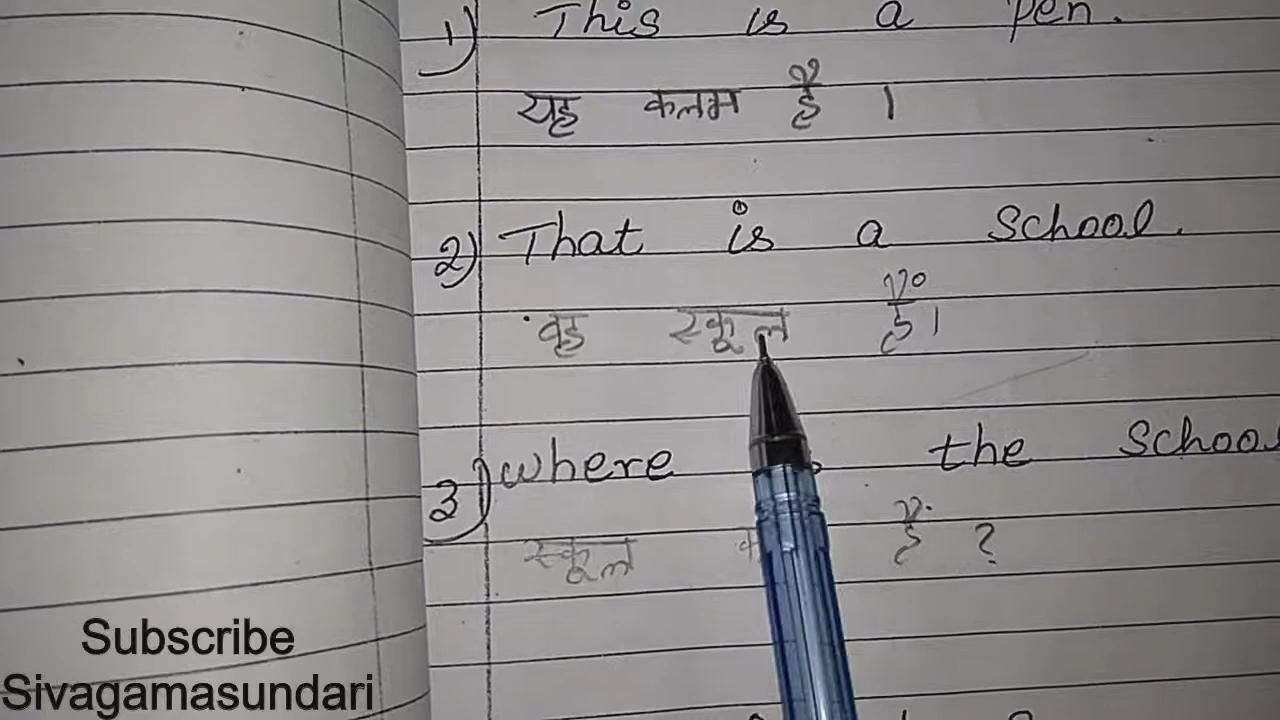 1) This is a pen.
यह कलम है ।
2) That is a School.
वह स्कूल है ।
3) where the School
स्कूल है ?
Subscribe
Sivagamasundari